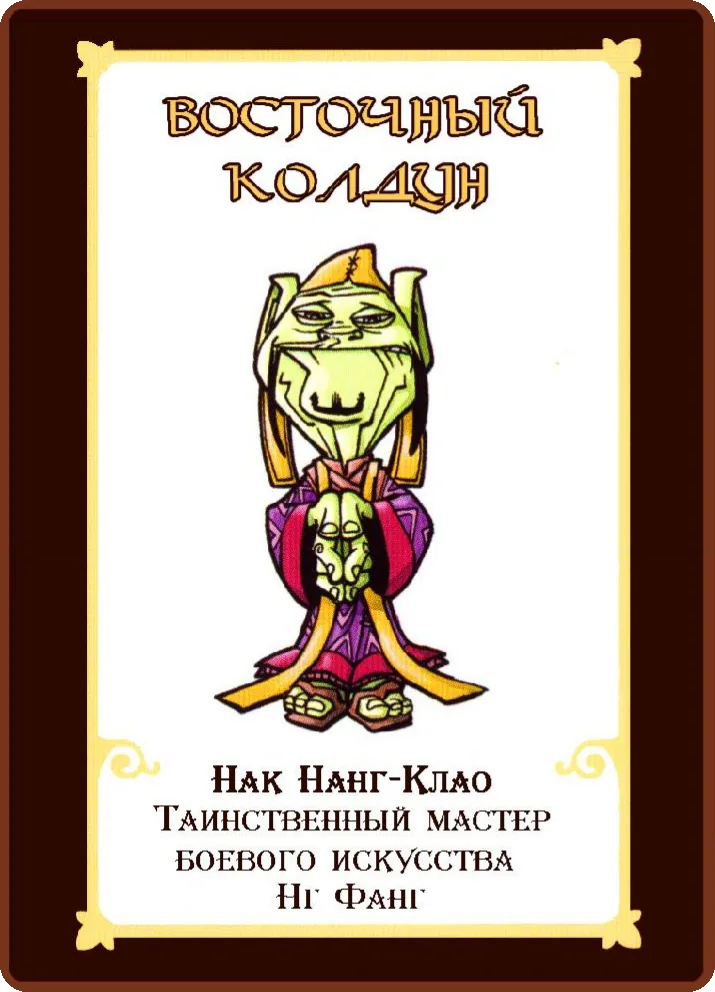 Восточный
колдун
Нак Нанг-Клао
Таинственный мастер
боевого искусства
Нг Фанг